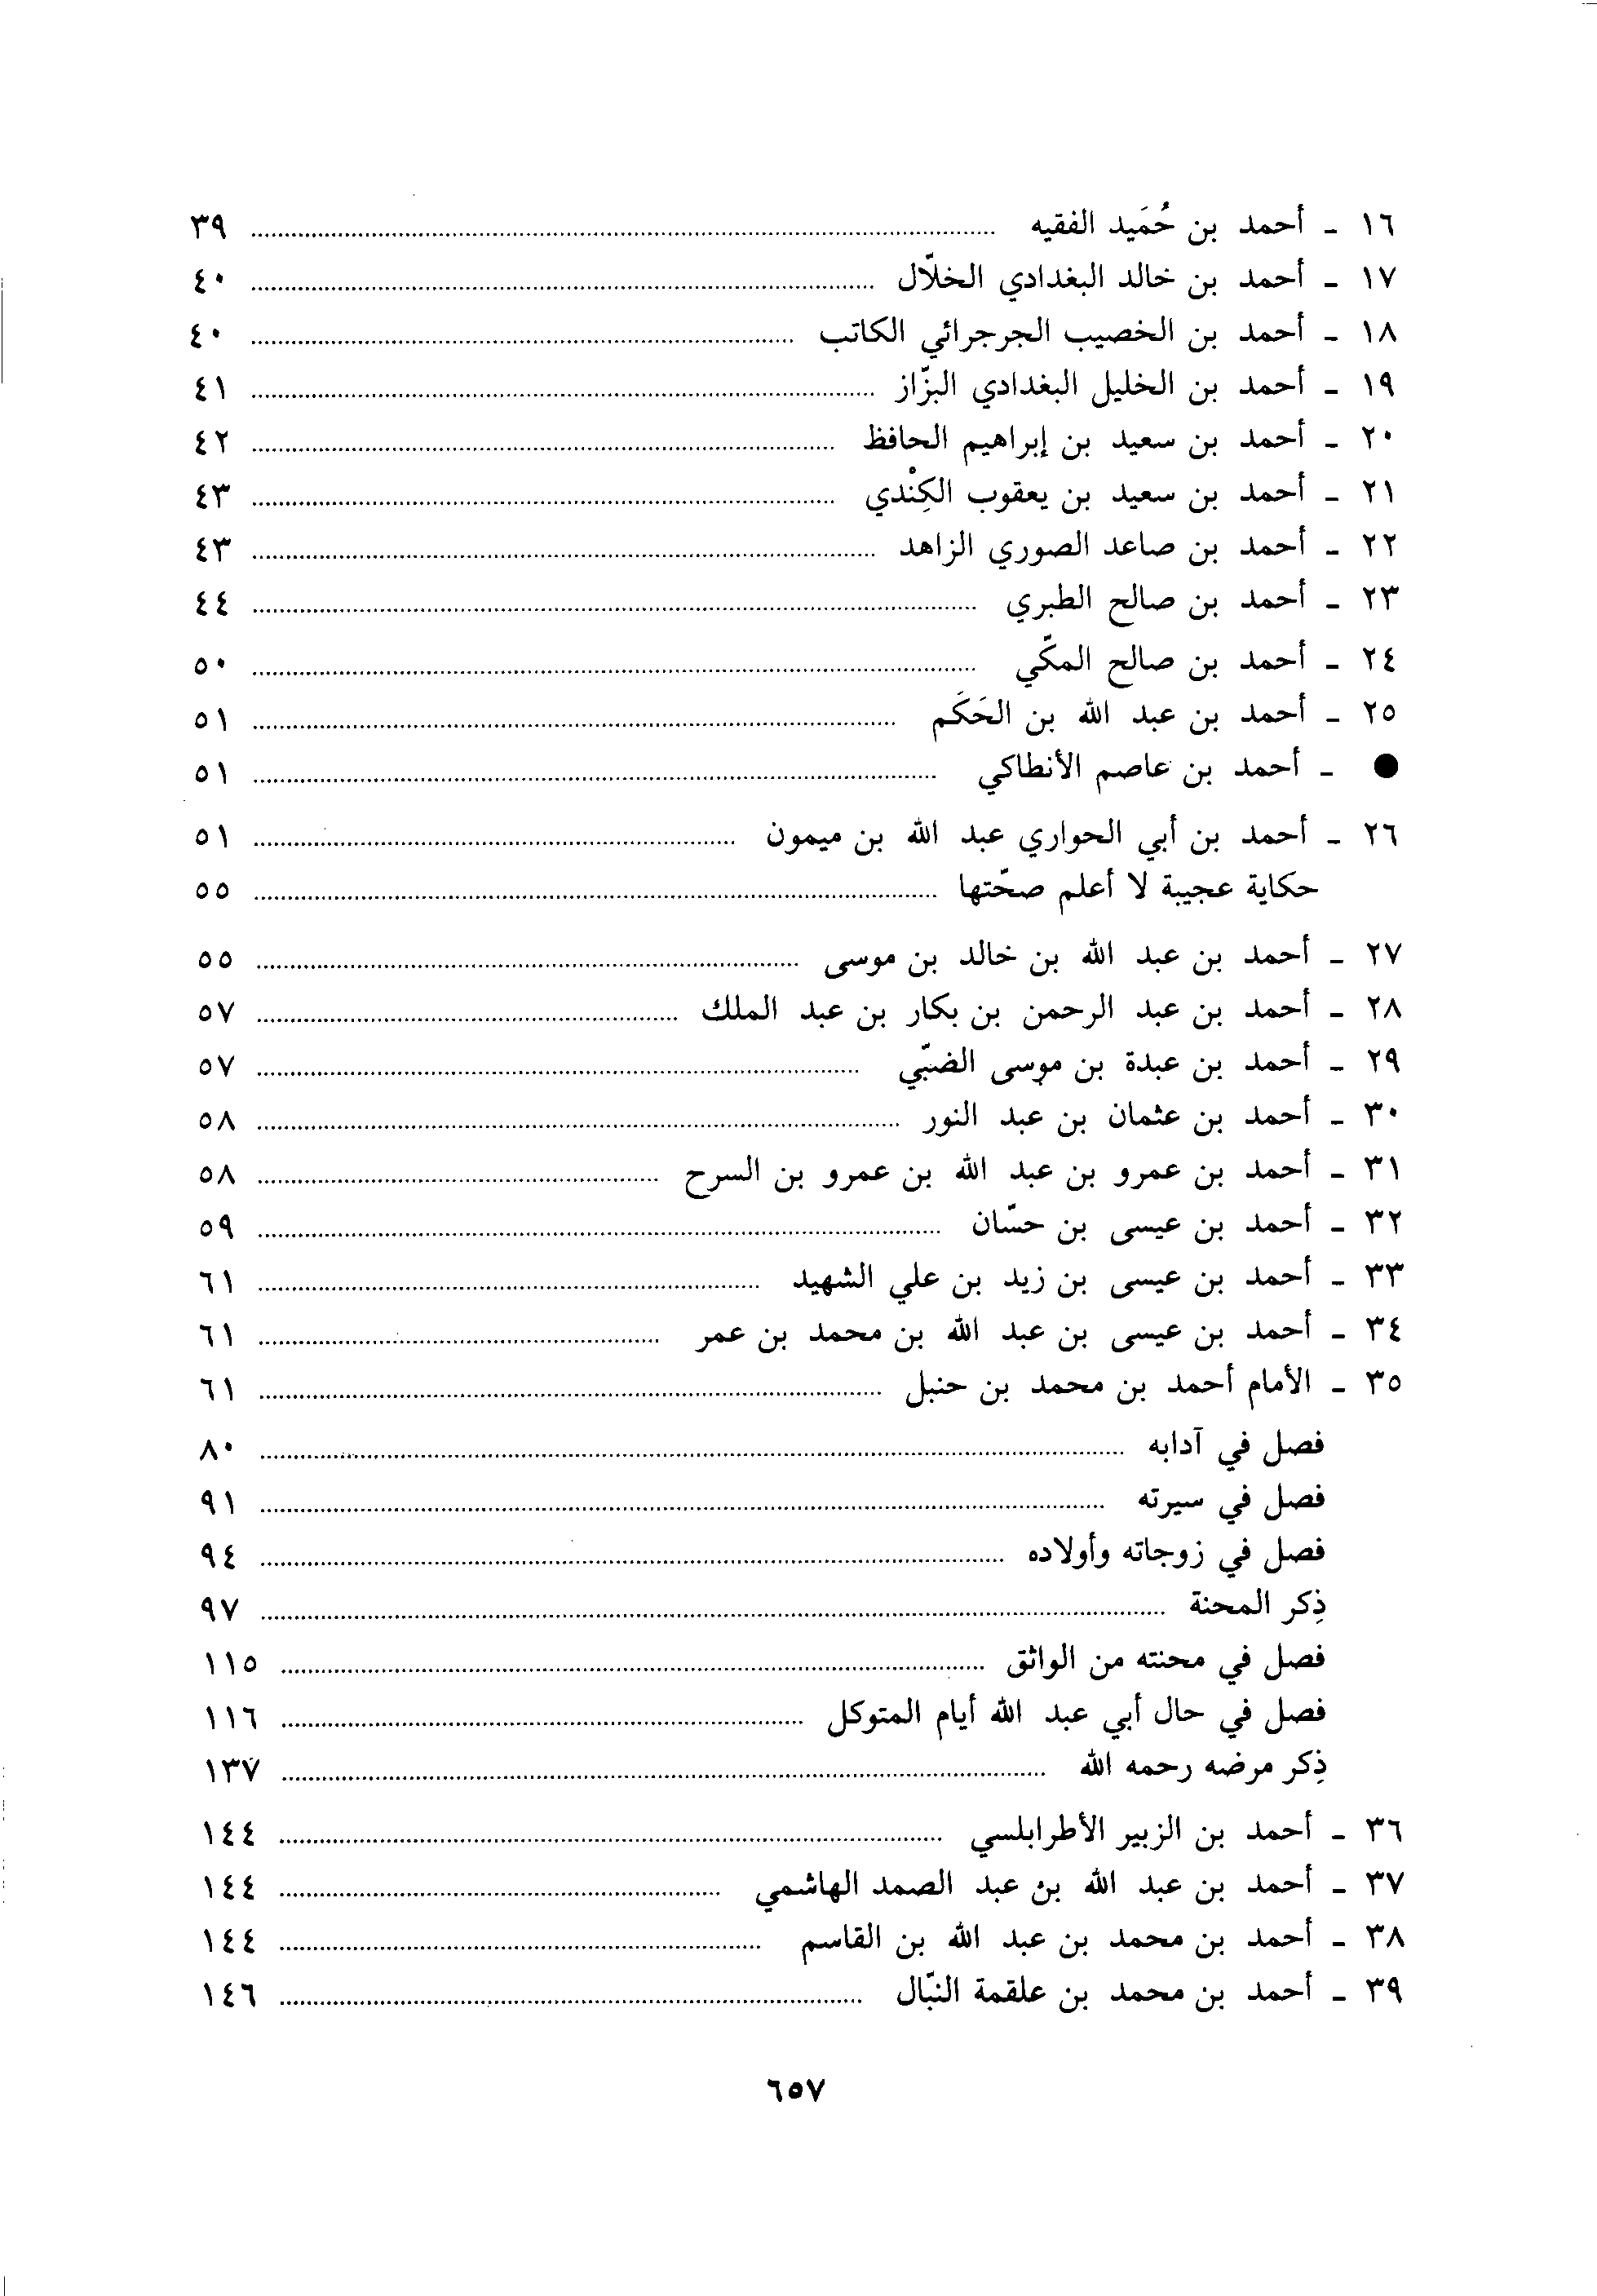 ١٦ - أحمد بن حُمَيد الفقيه ........ ٣٩
١٧ - أحمد بن خالد البغدادي الخلّال ........ ٤٠
١٨ - أحمد بن الخصيب الجرجرائي الكاتب ........ ٤٠
١٩ - أحمد بن الخليل البغدادي البزّاز ........ ٤١
٢٠ - أحمد بن سعيد بن إبراهيم الحافظ ........ ٤٢
٢١ - أحمد بن سعيد بن يعقوب الكِنْدي ........ ٤٣
٢٢ - أحمد بن صاعد الصوري الزاهد ........ ٤٣
٢٣ - أحمد بن صالح الطبري ........ ٤٤
٢٤ - أحمد بن صالح المكّي ........ ٥٠
٢٥ - أحمد بن عبد الله بن الحَكَم ........ ٥١
● - أحمد بن عاصم الأنطاكي ........ ٥١
٢٦ - أحمد بن أبي الحواري عبد الله بن ميمون ........ ٥١
حكاية عجيبة لا أعلم صحّتها ........ ٥٥
٢٧ - أحمد بن عبد الله بن خالد بن موسى ........ ٥٥
٢٨ - أحمد بن عبد الرحمن بن بكار بن عبد الملك ........ ٥٧
٢٩ - أحمد بن عبدة بن موسى الضبّي ........ ٥٧
٣٠ - أحمد بن عثمان بن عبد النور ........ ٥٨
٣١ - أحمد بن عمرو بن عبد الله بن عمرو بن السرح ........ ٥٨
٣٢ - أحمد بن عيسى بن حسّان ........ ٥٩
٣٣ - أحمد بن عيسى بن زيد بن علي الشهيد ........ ٦١
٣٤ - أحمد بن عيسى بن عبد الله بن محمد بن عمر ........ ٦١
٣٥ - الأمام أحمد بن محمد بن حنبل ........ ٦١
فصل في آدابه ........ ٨٠
فصل في سيرته ........ ٩١
فصل في زوجاته وأولاده ........ ٩٤
ذِكر المحنة ........ ٩٧
فصل في محنته من الواثق ........ ١١٥
فصل في حال أبي عبد الله أيام المتوكل ........ ١١٦
ذِكر مرضه رحمه الله ........ ١٣٧
٣٦ - أحمد بن الزبير الأطرابلسي ........ ١٤٤
٣٧ - أحمد بن عبد الله بن عبد الصمد الهاشمي ........ ١٤٤
٣٨ - أحمد بن محمد بن عبد الله بن القاسم ........ ١٤٤
٣٩ - أحمد بن محمد بن علقمة النبّال ........ ١٤٦
٦٥٧